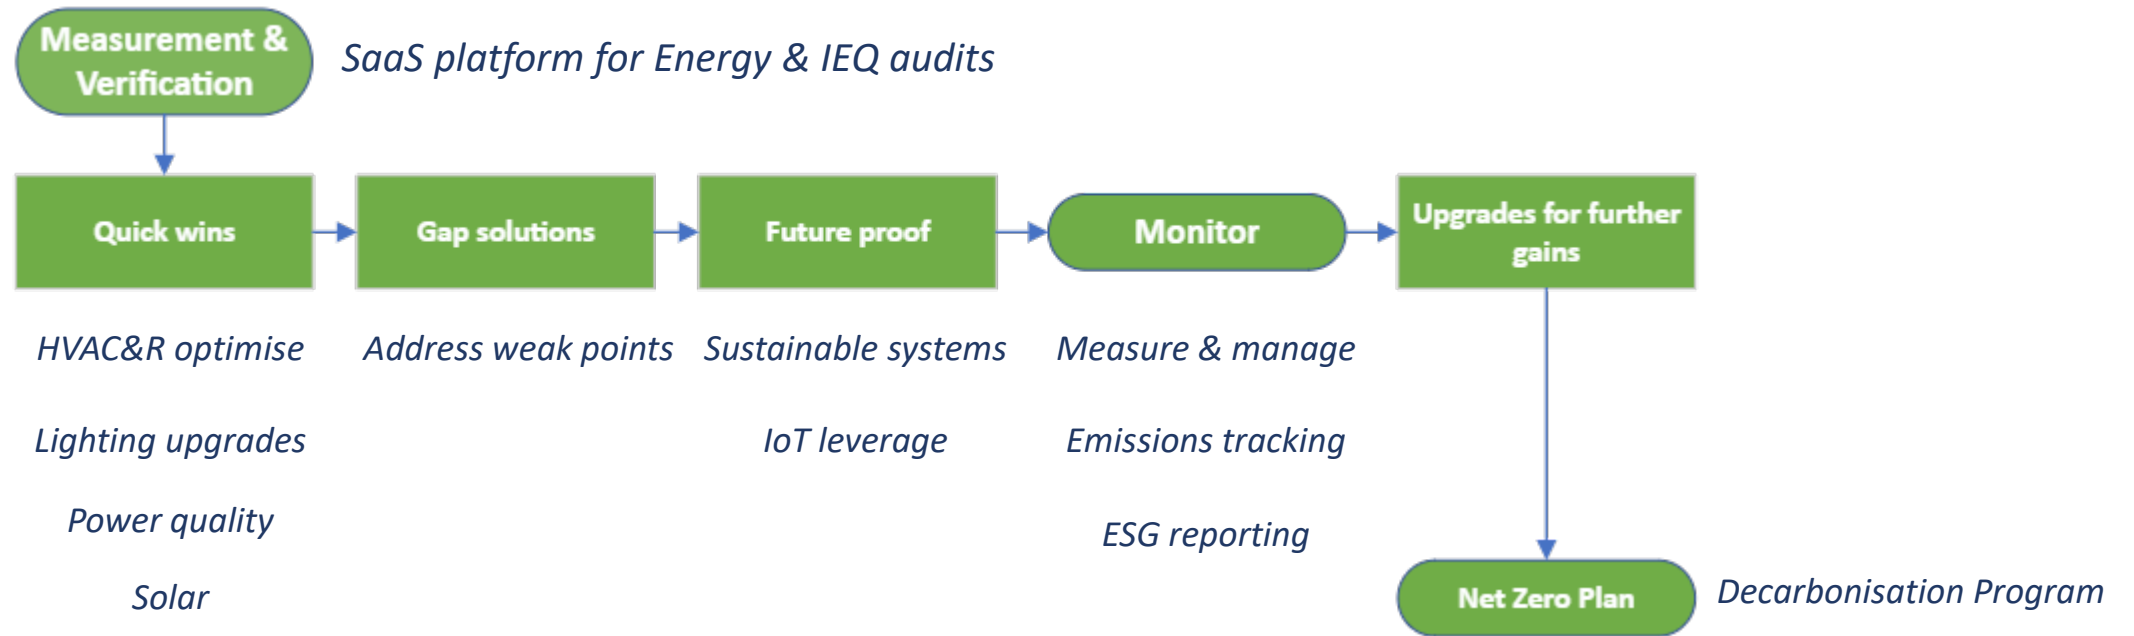 Measurement &
Verification
SaaS platform for Energy & IEQ audits
Quick wins
Gap solutions
Future proof
Monitor
Upgrades for further
gains
HVAC&R optimise
Address weak points
Sustainable systems
Measure & manage
Lighting upgrades
IoT leverage
Emissions tracking
Power quality
ESG reporting
Solar
Net Zero Plan
Decarbonisation Program